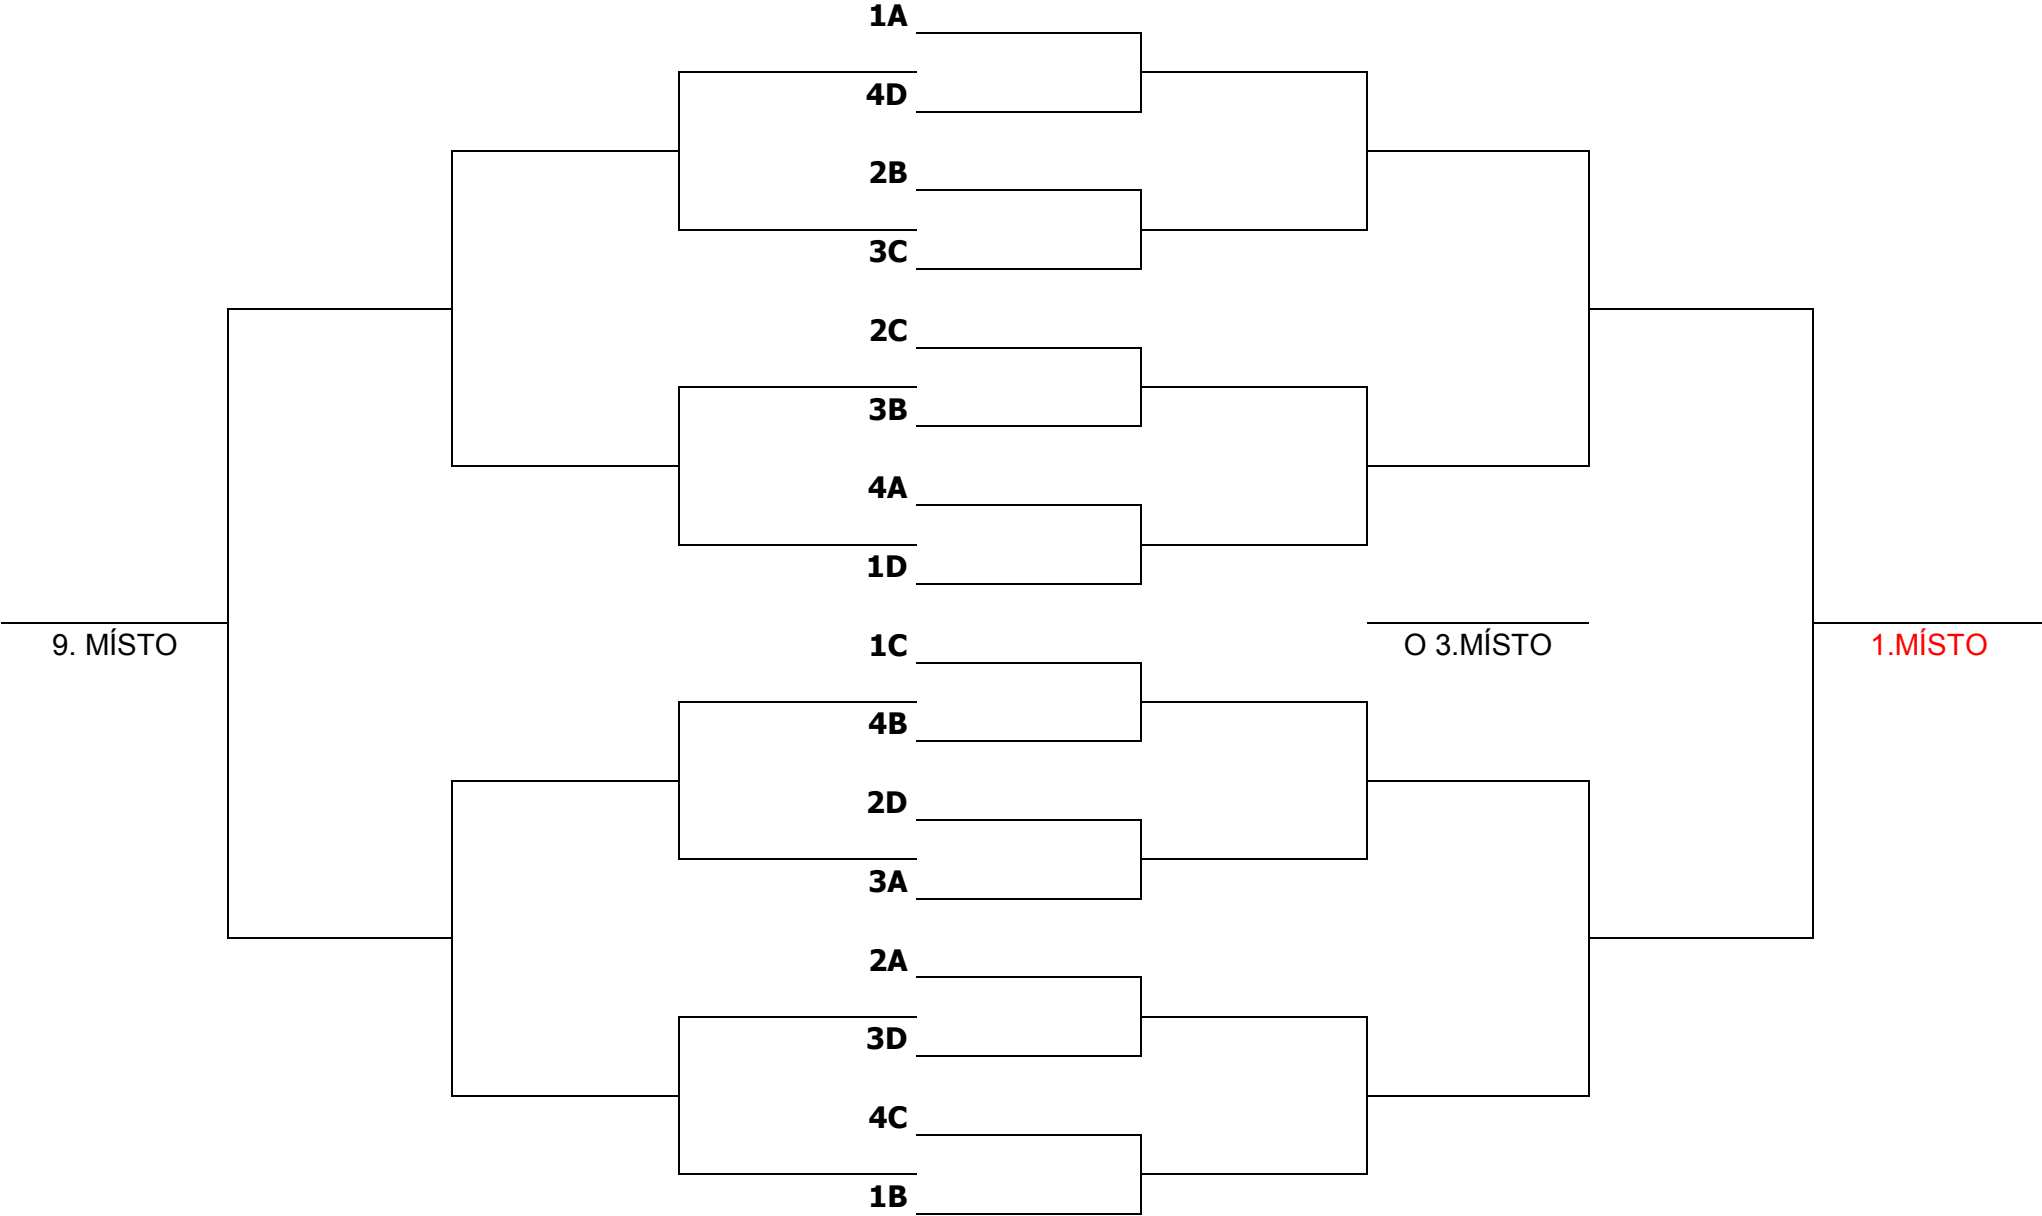 1A
4D
2B
3C
2C
3B
4A
1D
9. MÍSTO
1C
O 3.MÍSTO
1.MÍSTO
4B
2D
3A
2A
3D
4C
1B